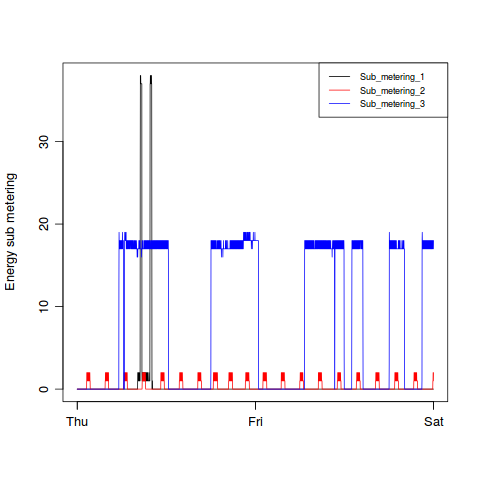 Sub_metering_1
Sub_metering_2
Sub_metering_3
Energy sub metering
30
20
10
0
Thu Fri Sat